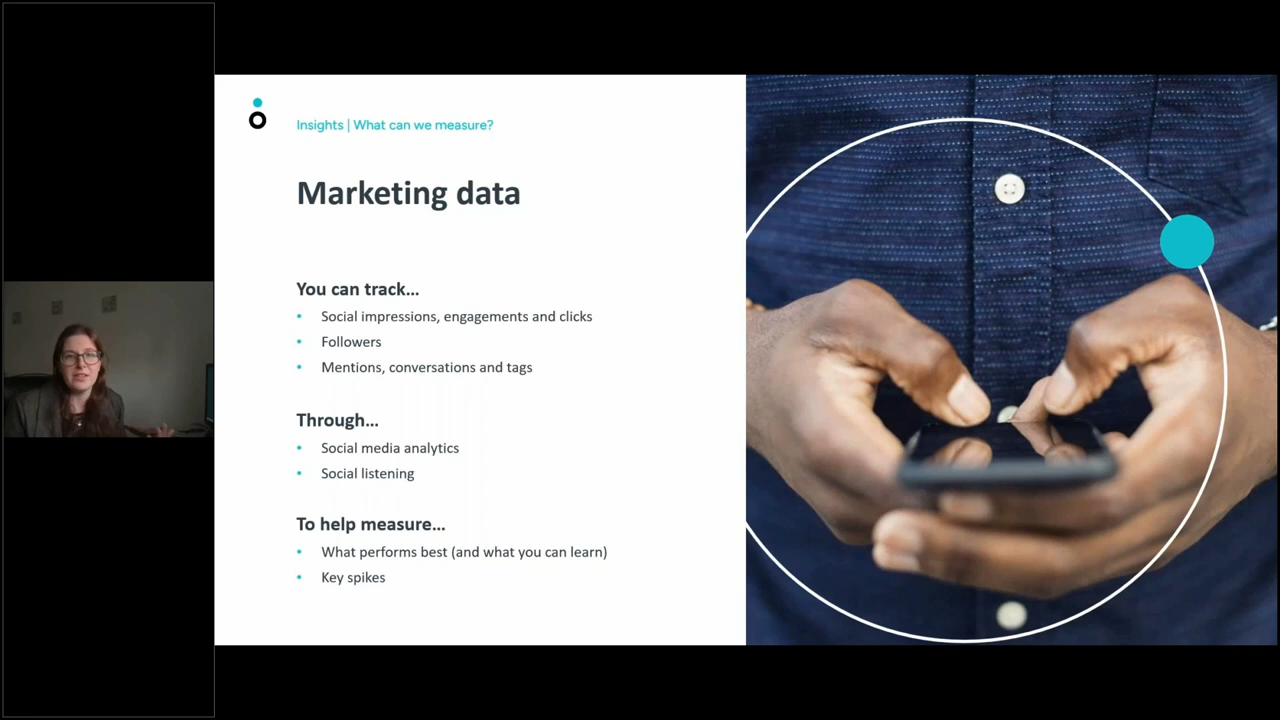 Insights | What can we measure?
Marketing data
You can track...
• Social impressions, engagements and clicks
• Followers
• Mentions, conversations and tags
Through...
• Social media analytics
• Social listening
To help measure...
• What performs best (and what you can learn)
• Key spikes